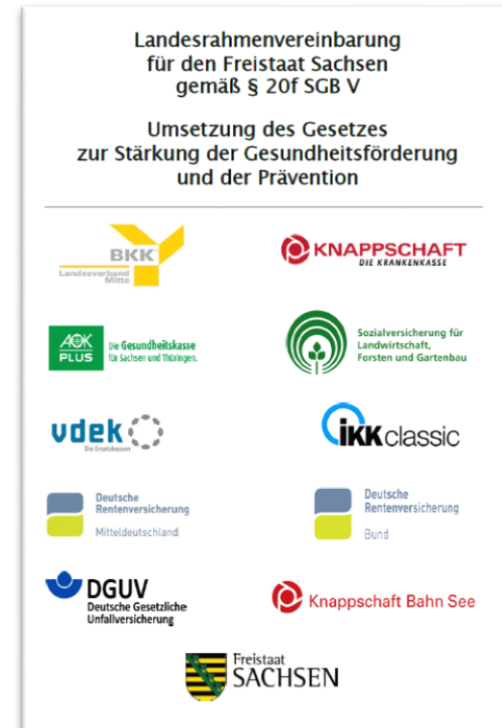 Landesrahmenvereinbarung
für den Freistaat Sachsen
gemäß § 20f SGB V
Umsetzung des Gesetzes
zur Stärkung der Gesundheitsförderung
und der Prävention
BKK
Landesverband
Mitte
KNAPPSCHAFT
DIE KRANKENKASSE
AOK
PLUS
Die Gesundheitskasse
für Sachsen und Thüringen.
Sozialversicherung für
Landwirtschaft,
Forsten und Gartenbau
vdek
Die Ersatzkassen
iKK classic
Deutsche
Rentenversicherung
Mitteldeutschland
Deutsche
Rentenversicherung
Bund
DGUV
Deutsche Gesetzliche
Unfallversicherung
Knappschaft Bahn See
Freistaat
SACHSEN